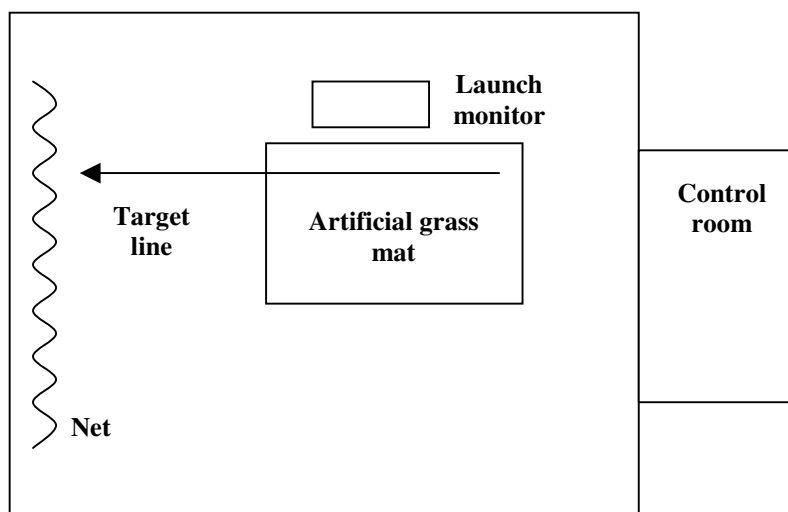 Launch
monitor
Control
room
Target
line
Artificial grass
mat
Net